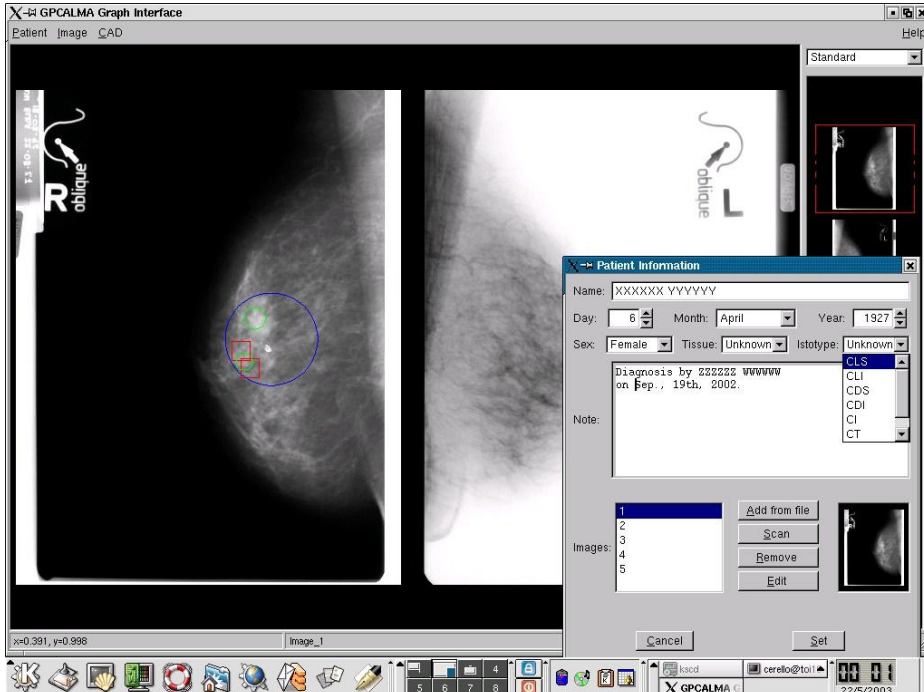 GPCALMA Graph Interface
Patient Image CAD Help
Standard
R oblique
oblique L
Patient Information
Name: XXXXXX YYYYYY
Day: 6 Month: April Year: 1927
Sex: Female Tissue: Unknown Istotype: Unknown
CLS
CLI
CDS
CDI
CI
CT
Note:
Diagnosis by ZZZZZZ WWWWWW
on Sep., 19th, 2002.
Images:
1
2
3
4
5
Add from file
Scan
Remove
Edit
Cancel Set
x=0.391, y=0.998 Image_1
4
5 6 7 8
kscd cerello@toi1
GPCALMA G
00 01
22/5/2003